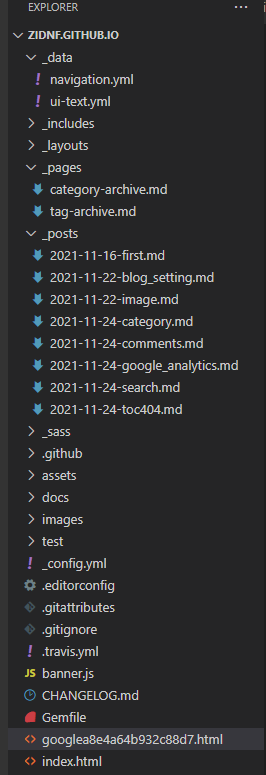 EXPLORER
ZIDNF.GITHUB.IO
_data
navigation.yml
ui-text.yml
_includes
_layouts
_pages
category-archive.md
tag-archive.md
_posts
2021-11-16-first.md
2021-11-22-blog_setting.md
2021-11-22-image.md
2021-11-24-category.md
2021-11-24-comments.md
2021-11-24-google_analytics.md
2021-11-24-search.md
2021-11-24-toc404.md
_sass
.github
assets
docs
images
test
_config.yml
.editorconfig
.gitattributes
.gitignore
.travis.yml
JS banner.js
CHANGELOG.md
Gemfile
googlea8e4a64b932c88d7.html
index.html